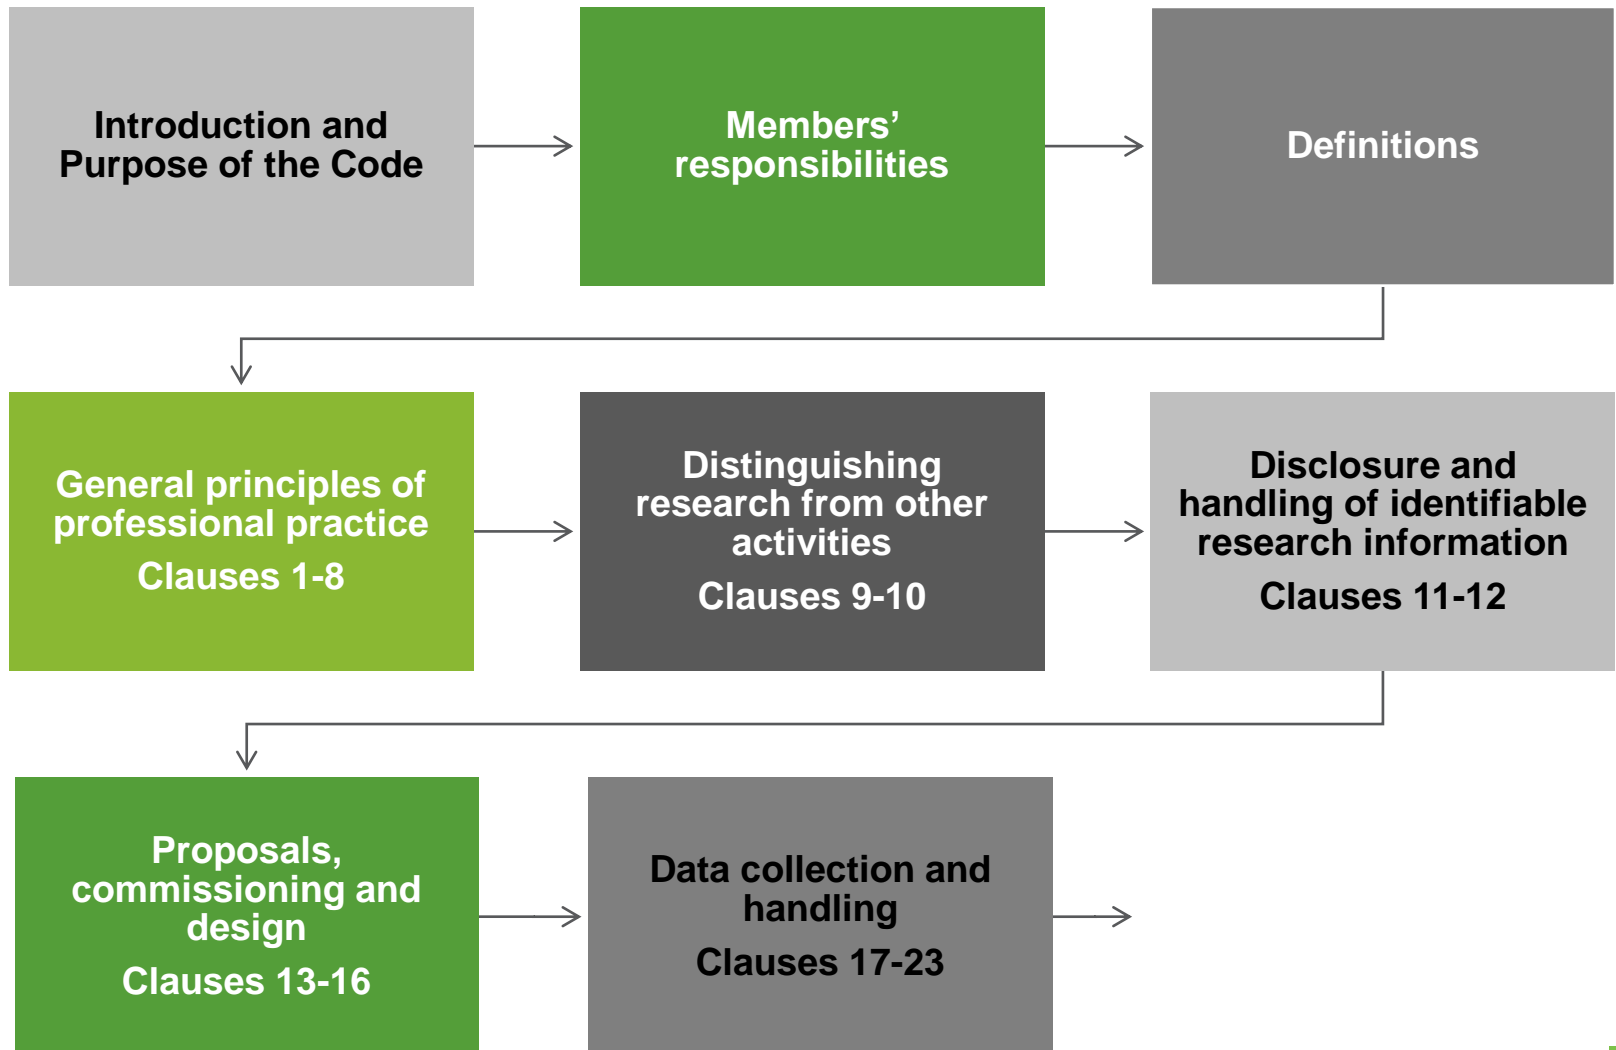 Introduction and
Purpose of the Code
Members’
responsibilities
Definitions
General principles of
professional practice
Clauses 1-8
Distinguishing
research from other
activities
Clauses 9-10
Disclosure and
handling of identifiable
research information
Clauses 11-12
Proposals,
commissioning and
design
Clauses 13-16
Data collection and
handling
Clauses 17-23